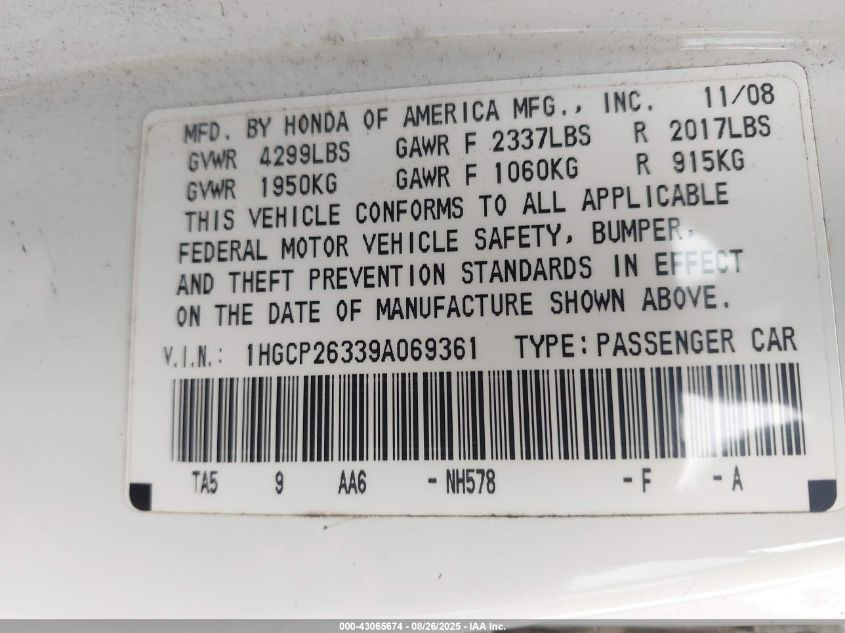 MFD. BY HONDA OF AMERICA MFG., INC. 11/08
GVWR 4299LBS GAWR F 2337LBS R 2017LBS
GVWR 1950KG GAWR F 1060KG R 915KG
THIS VEHICLE CONFORMS TO ALL APPLICABLE
FEDERAL MOTOR VEHICLE SAFETY, BUMPER,
AND THEFT PREVENTION STANDARDS IN EFFECT
ON THE DATE OF MANUFACTURE SHOWN ABOVE.
V.I.N.: 1HGCP26339A069361 TYPE: PASSENGER CAR
TA5 9 AA6 - NH578 - F - A
000-43065674 - 08/26/2025 - IAA Inc.